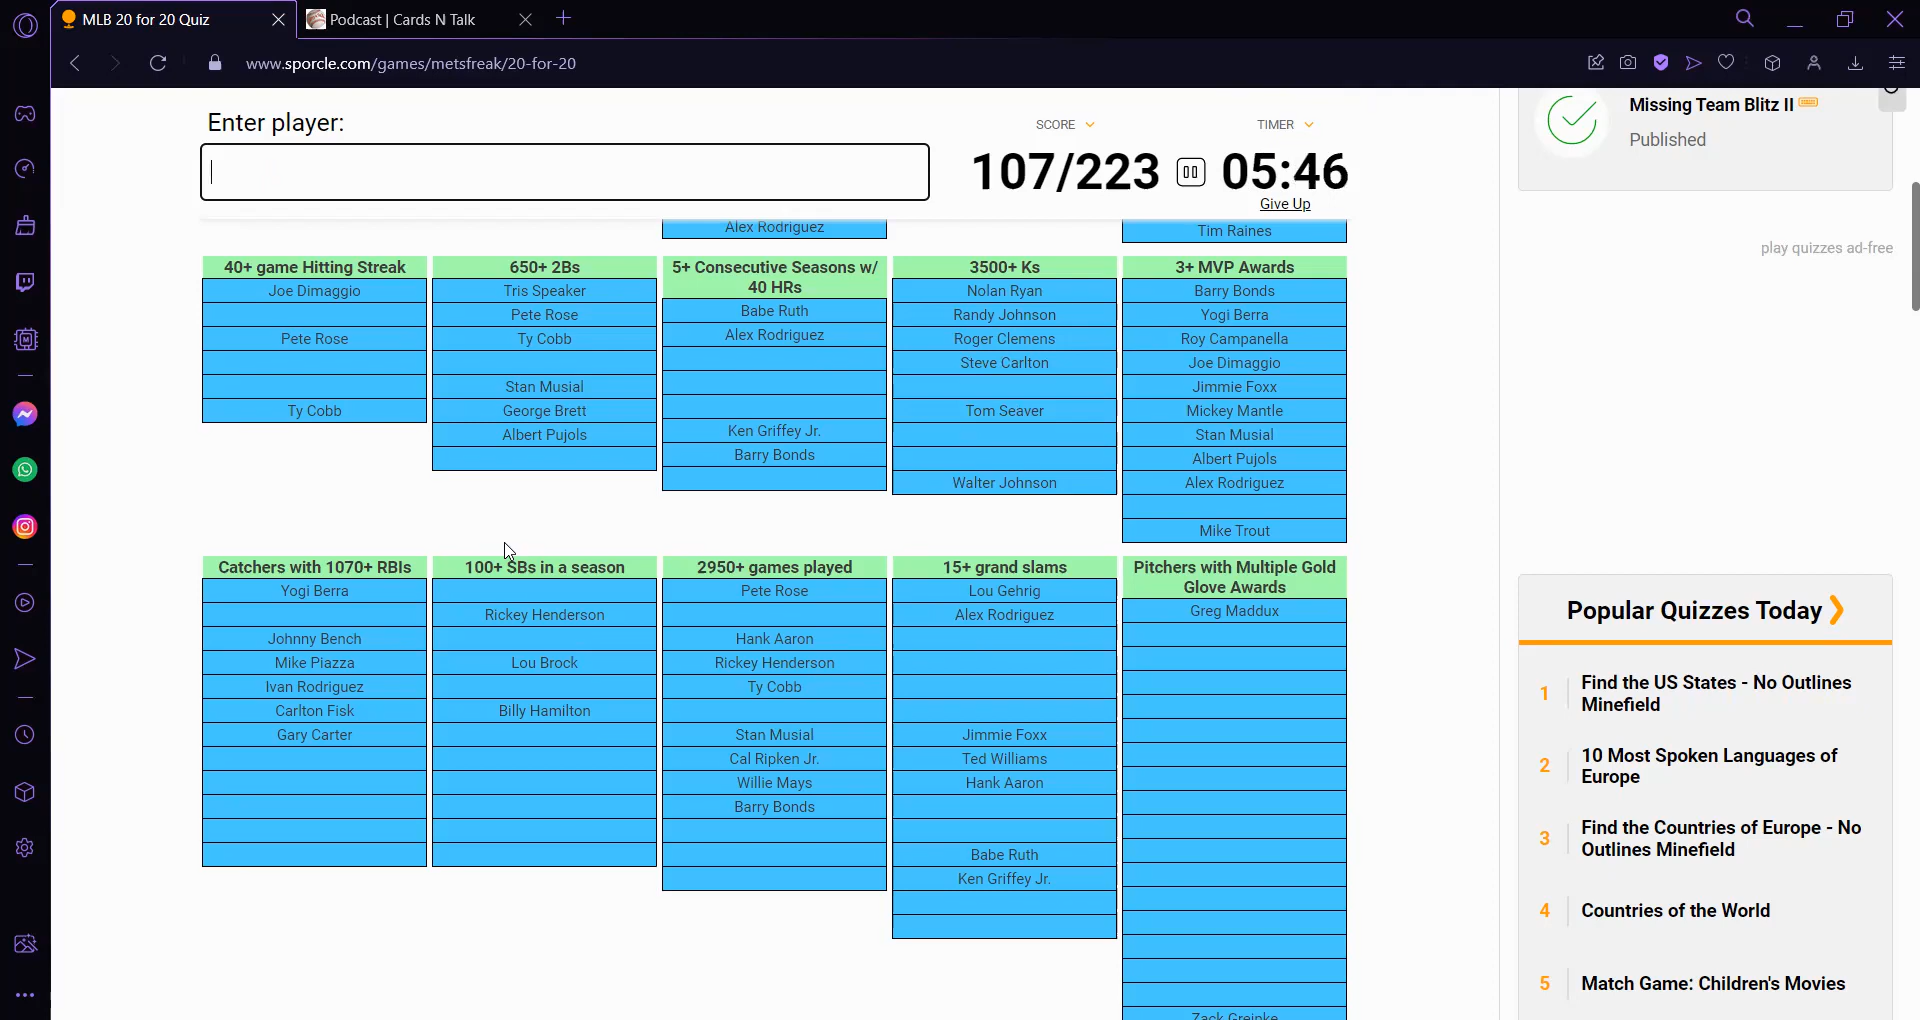 MLB 20 for 20 Quiz
Podcast | Cards N Talk
www.sporcle.com/games/metsfreak/20-for-20
Enter player:
SCORE
TIMER
107/223
05:46
Give Up
Alex Rodriguez
Tim Raines
40+ game Hitting Streak
Joe Dimaggio
Pete Rose
Ty Cobb
650+ 2Bs
Tris Speaker
Pete Rose
Ty Cobb
Stan Musial
George Brett
Albert Pujols
5+ Consecutive Seasons w/
40 HRs
Babe Ruth
Alex Rodriguez
Ken Griffey Jr.
Barry Bonds
3500+ Ks
Nolan Ryan
Randy Johnson
Roger Clemens
Steve Carlton
Tom Seaver
Walter Johnson
3+ MVP Awards
Barry Bonds
Yogi Berra
Roy Campanella
Joe Dimaggio
Jimmie Foxx
Mickey Mantle
Stan Musial
Albert Pujols
Alex Rodriguez
Mike Trout
Catchers with 1070+ RBIs
Yogi Berra
Johnny Bench
Mike Piazza
Ivan Rodriguez
Carlton Fisk
Gary Carter
100+ SBs in a season
Rickey Henderson
Lou Brock
Billy Hamilton
2950+ games played
Pete Rose
Hank Aaron
Rickey Henderson
Ty Cobb
Stan Musial
Cal Ripken Jr.
Willie Mays
Barry Bonds
15+ grand slams
Lou Gehrig
Alex Rodriguez
Jimmie Foxx
Ted Williams
Hank Aaron
Babe Ruth
Ken Griffey Jr.
Pitchers with Multiple Gold
Glove Awards
Greg Maddux
Zack Greinke
Missing Team Blitz II
Published
play quizzes ad-free
Popular Quizzes Today
1 Find the US States - No Outlines
Minefield
2 10 Most Spoken Languages of
Europe
3 Find the Countries of Europe - No
Outlines Minefield
4 Countries of the World
5 Match Game: Children's Movies